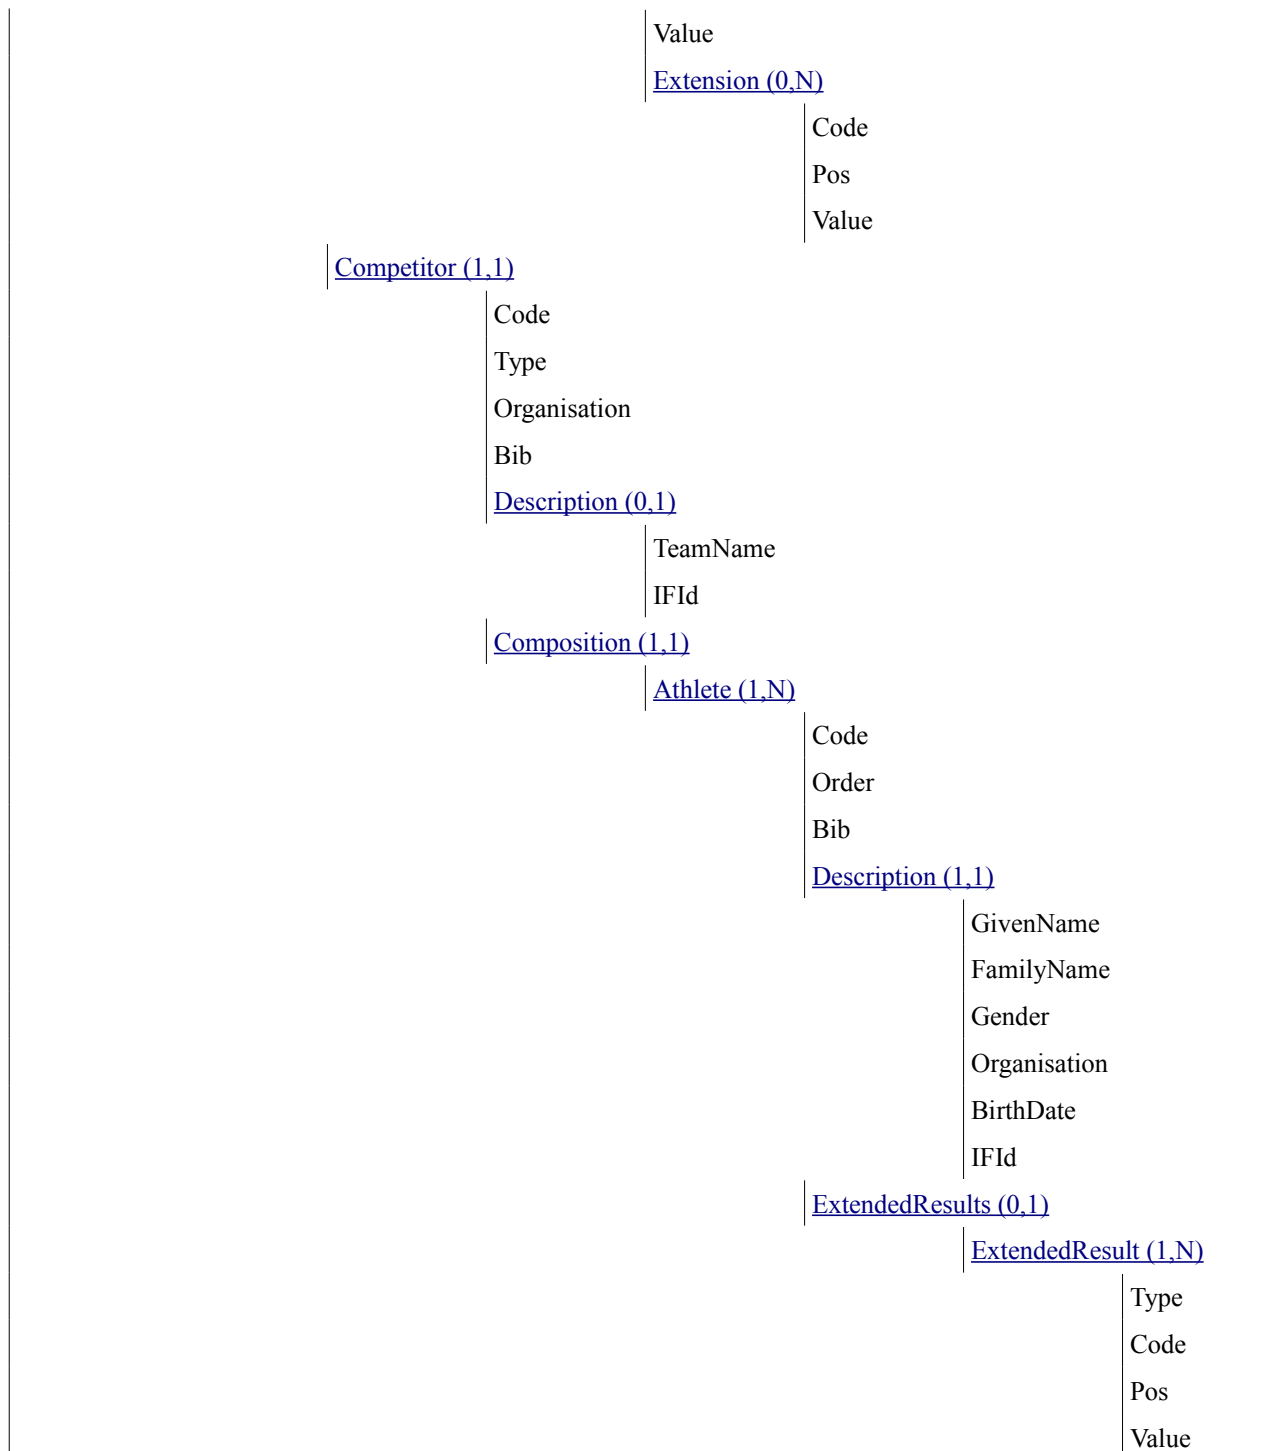 Value
Extension (0,N)
Code
Pos
Value
Competitor (1,1)
Code
Type
Organisation
Bib
Description (0,1)
TeamName
IFId
Composition (1,1)
Athlete (1,N)
Code
Order
Bib
Description (1,1)
GivenName
FamilyName
Gender
Organisation
BirthDate
IFId
ExtendedResults (0,1)
ExtendedResult (1,N)
Type
Code
Pos
Value